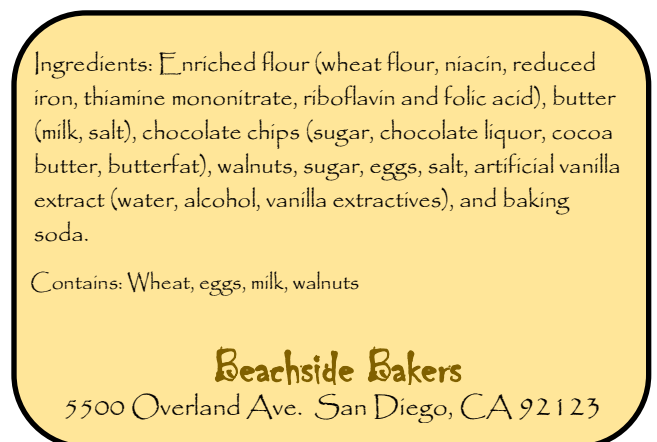 Ingredients: Enriched flour (wheat flour, niacin, reduced
iron, thiamine mononitrate, riboflavin and folic acid), butter
(milk, salt), chocolate chips (sugar, chocolate liquor, cocoa
butter, butterfat), walnuts, sugar, eggs, salt, artificial vanilla
extract (water, alcohol, vanilla extractives), and baking
soda.
Contains: Wheat, eggs, milk, walnuts
Beachside Bakers
5500 Overland Ave. San Diego, CA 92123